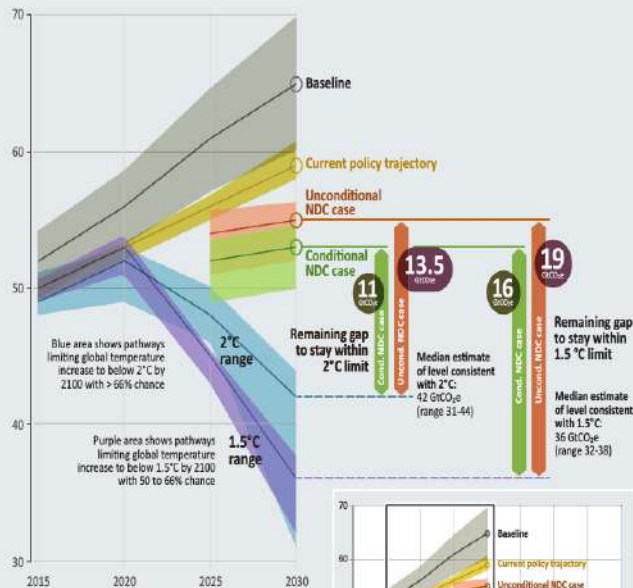 70
60
50
40
30
2015
2020
2025
2030
Baseline
Current policy trajectory
Unconditional
NDC case
Conditional
NDC case
11
GtCO₂e
13.5
GtCO₂e
16
GtCO₂e
19
GtCO₂e
Cond. NDC case
Uncond. NDC case
Cond. NDC case
Uncond. NDC case
Remaining gap
to stay within
2°C limit
Remaining gap
to stay within
1.5 °C limit
Blue area shows pathways
limiting global temperature
increase to below 2°C by
2100 with > 66% chance
2°C
range
Median estimate
of level consistent
with 2°C:
42 GtCO₂e
(range 31-44)
Median estimate
of level consistent
with 1.5°C:
36 GtCO₂e
(range 32-38)
Purple area shows pathways
limiting global temperature
increase to below 1.5°C by 2100
with 50 to 66% chance
1.5°C
range
70
60
Baseline
Current policy trajectory
Unconditional NDC case